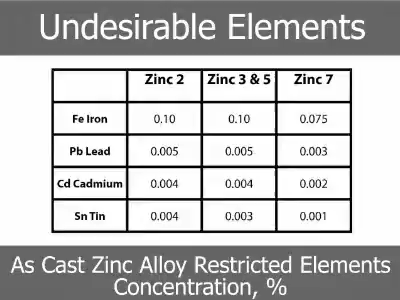 Undesirable Elements
Zinc 2 Zinc 3 & 5 Zinc 7
Fe Iron 0.10 0.10 0.075
Pb Lead 0.005 0.005 0.003
Cd Cadmium 0.004 0.004 0.002
Sn Tin 0.004 0.003 0.001
As Cast Zinc Alloy Restricted Elements
Concentration, %